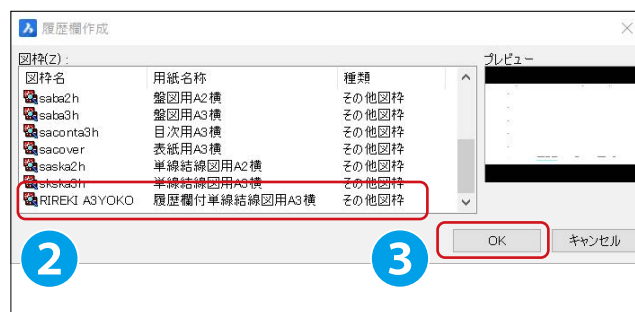 履歴欄作成
図枠(Z) :
プレビュー
図枠名 用紙名称 種類
saba2h 盤図用A2横 その他図枠
saba3h 盤図用A3横 その他図枠
saconta3h 目次用A3横 その他図枠
sacover 表紙用A3横 その他図枠
saska2h 単線結線図用A2横 その他図枠
skska3h 単線結線図用A3横 その他図枠
RIREKI A3YOKO 履歴欄付単線結線図用A3横 その他図枠
OK キャンセル
2 3